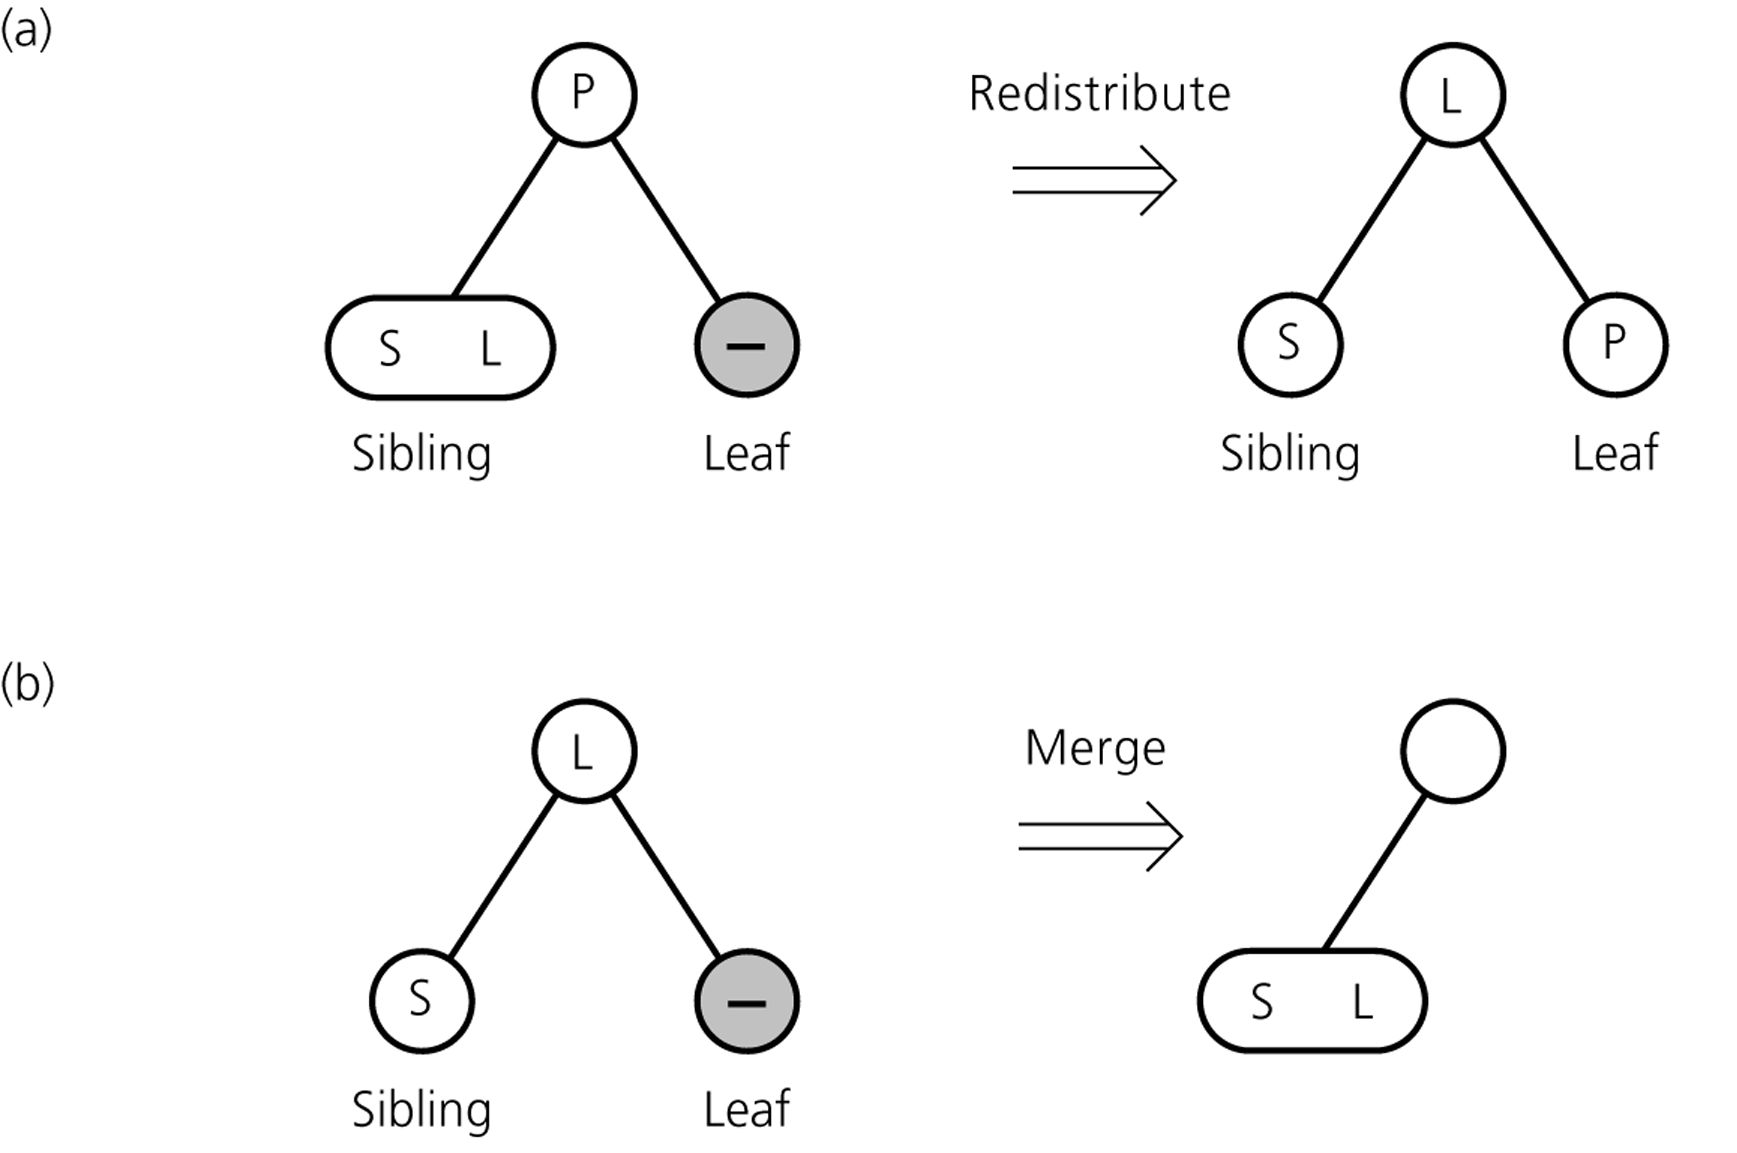 (a)
P
Redistribute
L
S L
–
S
P
Sibling
Leaf
Sibling
Leaf
(b)
L
Merge
S
–
S L
Sibling
Leaf